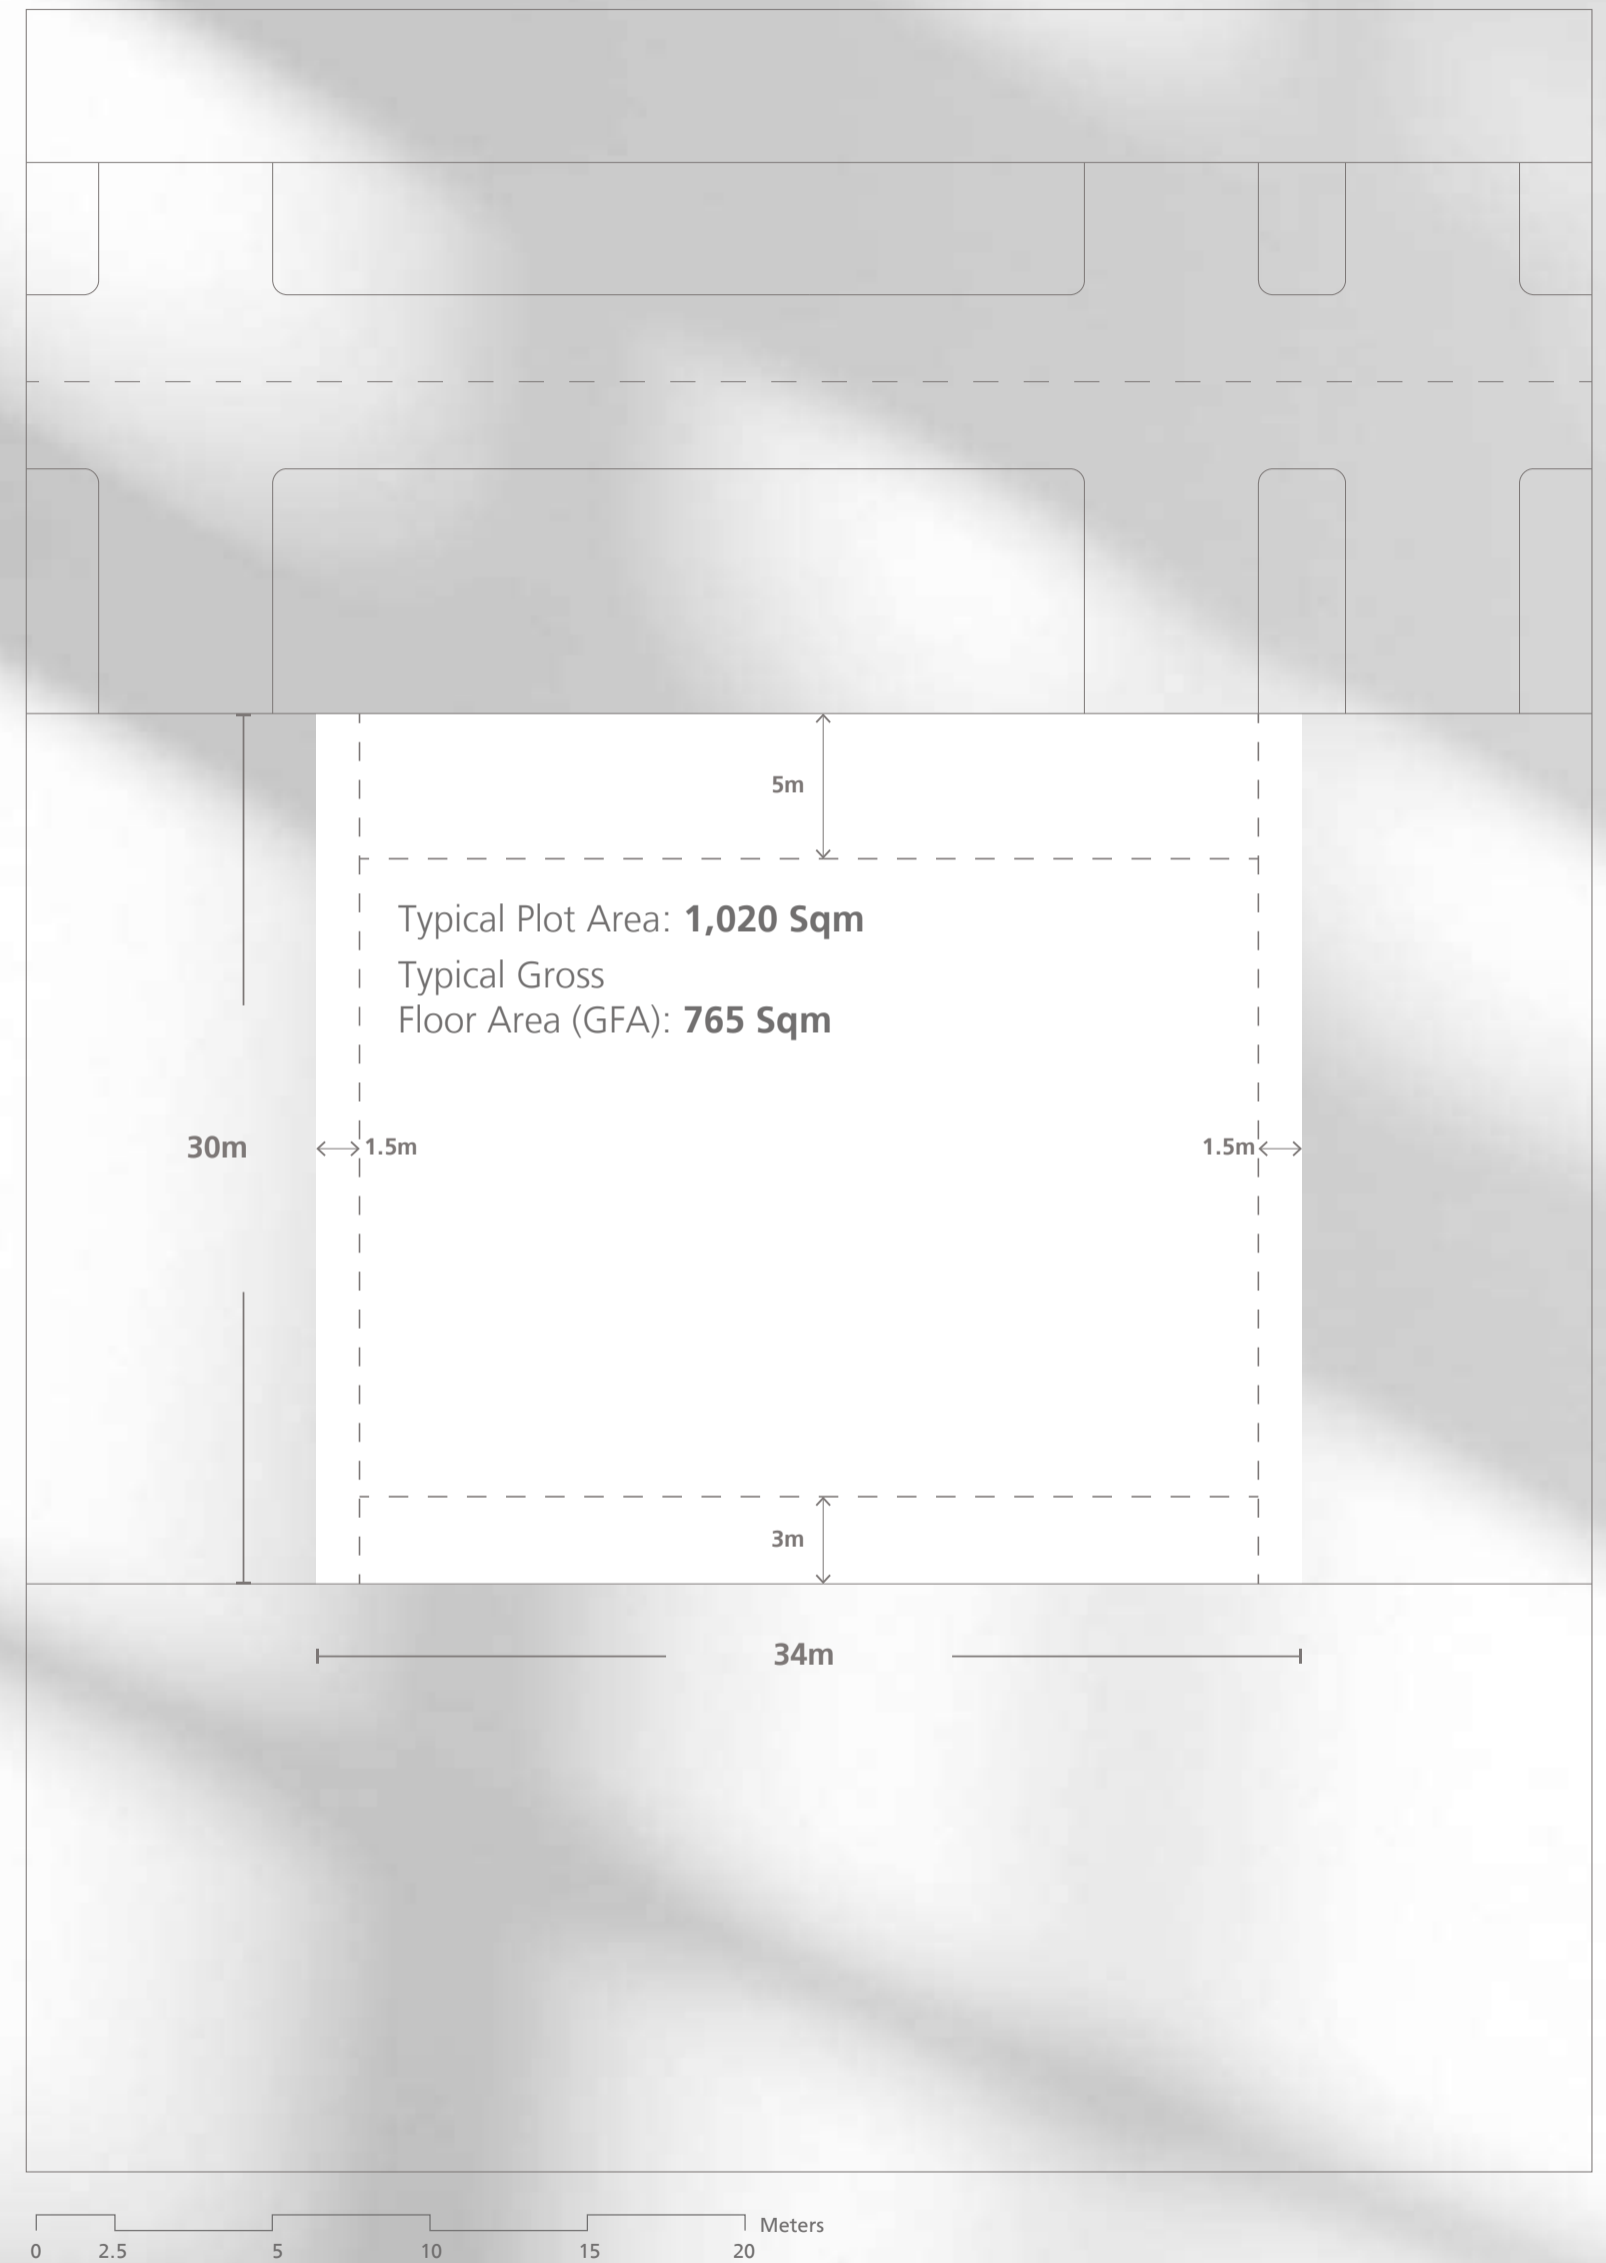 5m
Typical Plot Area: 1,020 Sqm
Typical Gross
Floor Area (GFA): 765 Sqm
30m
1.5m
1.5m
3m
34m
Meters
0 2.5 5 10 15 20